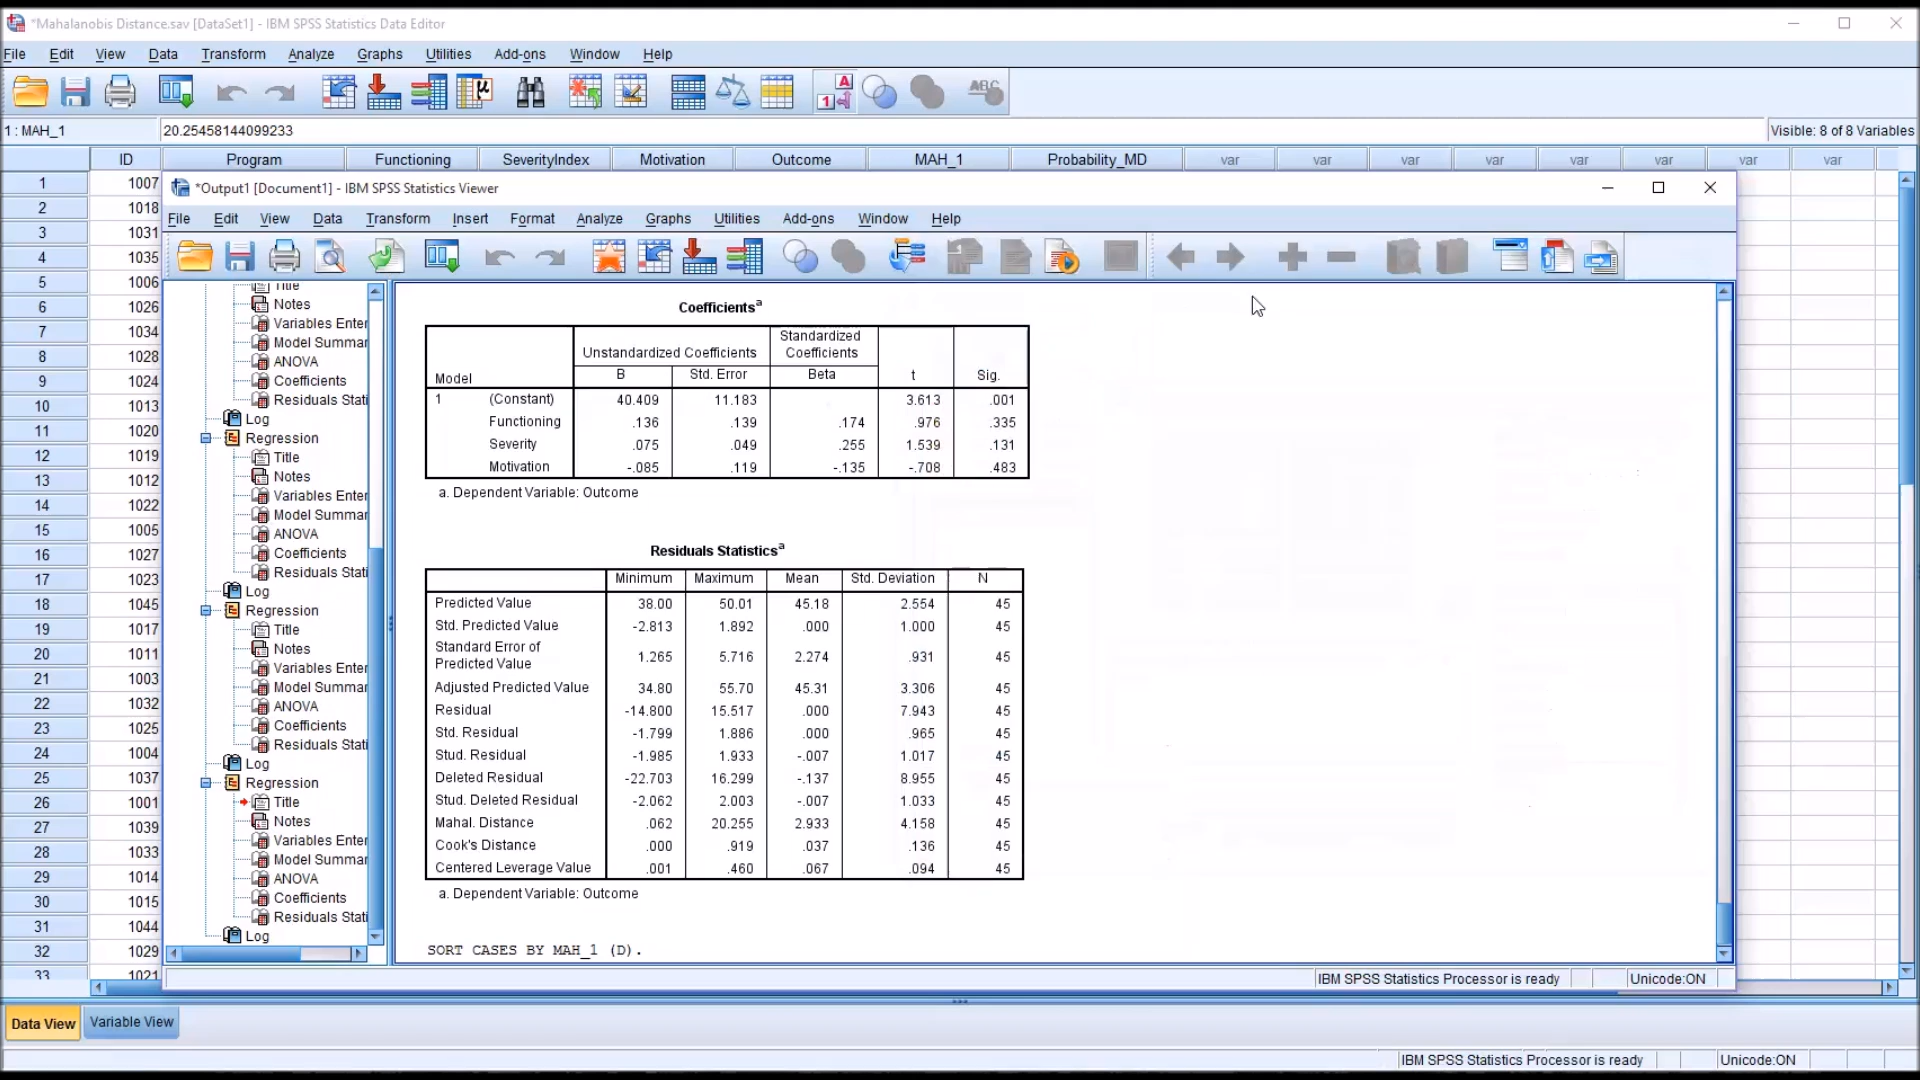 *Mahalanobis Distance.sav [DataSet1] - IBM SPSS Statistics Data Editor
File Edit View Data Transform Analyze Graphs Utilities Add-ons Window Help
1 : MAH_1 20.25458144099233 Visible: 8 of 8 Variables
ID Program Functioning SeverityIndex Motivation Outcome MAH_1 Probability_MD var var var var var var var var
1 1007
2 1018
3 1031
4 1035
5 1006
6 1026
7 1034
8 1028
9 1024
10 1013
11 1020
12 1019
13 1012
14 1022
15 1005
16 1027
17 1023
18 1045
19 1017
20 1011
21 1003
22 1032
23 1025
24 1004
25 1037
26 1001
27 1039
28 1033
29 1014
30 1015
31 1044
32 1029
33 1021
*Output1 [Document1] - IBM SPSS Statistics Viewer
File Edit View Data Transform Insert Format Analyze Graphs Utilities Add-ons Window Help
Title
Notes
Variables Enter
Model Summar
ANOVA
Coefficients
Residuals Stati
Log
Regression
Title
Notes
Variables Enter
Model Summar
ANOVA
Coefficients
Residuals Stati
Log
Regression
Title
Notes
Variables Enter
Model Summar
ANOVA
Coefficients
Residuals Stati
Log
Regression
Title
Notes
Variables Enter
Model Summar
ANOVA
Coefficients
Residuals Stati
Log
Coefficientsa
Model Unstandardized Coefficients Standardized Coefficients t Sig.
B Std. Error Beta
1 (Constant) 40.409 11.183 3.613 .001
Functioning .136 .139 .174 .976 .335
Severity .075 .049 .255 1.539 .131
Motivation -.085 .119 -.135 -.708 .483
a. Dependent Variable: Outcome
Residuals Statisticsa
Minimum Maximum Mean Std. Deviation N
Predicted Value 38.00 50.01 45.18 2.554 45
Std. Predicted Value -2.813 1.892 .000 1.000 45
Standard Error of
Predicted Value 1.265 5.716 2.274 .931 45
Adjusted Predicted Value 34.80 55.70 45.31 3.306 45
Residual -14.800 15.517 .000 7.943 45
Std. Residual -1.799 1.886 .000 .965 45
Stud. Residual -1.985 1.933 -.007 1.017 45
Deleted Residual -22.703 16.299 -.137 8.955 45
Stud. Deleted Residual -2.062 2.003 -.007 1.033 45
Mahal. Distance .062 20.255 2.933 4.158 45
Cook's Distance .000 .919 .037 .136 45
Centered Leverage Value .001 .460 .067 .094 45
a. Dependent Variable: Outcome
SORT CASES BY MAH_1 (D).
IBM SPSS Statistics Processor is ready Unicode:ON
Data View Variable View
IBM SPSS Statistics Processor is ready Unicode:ON